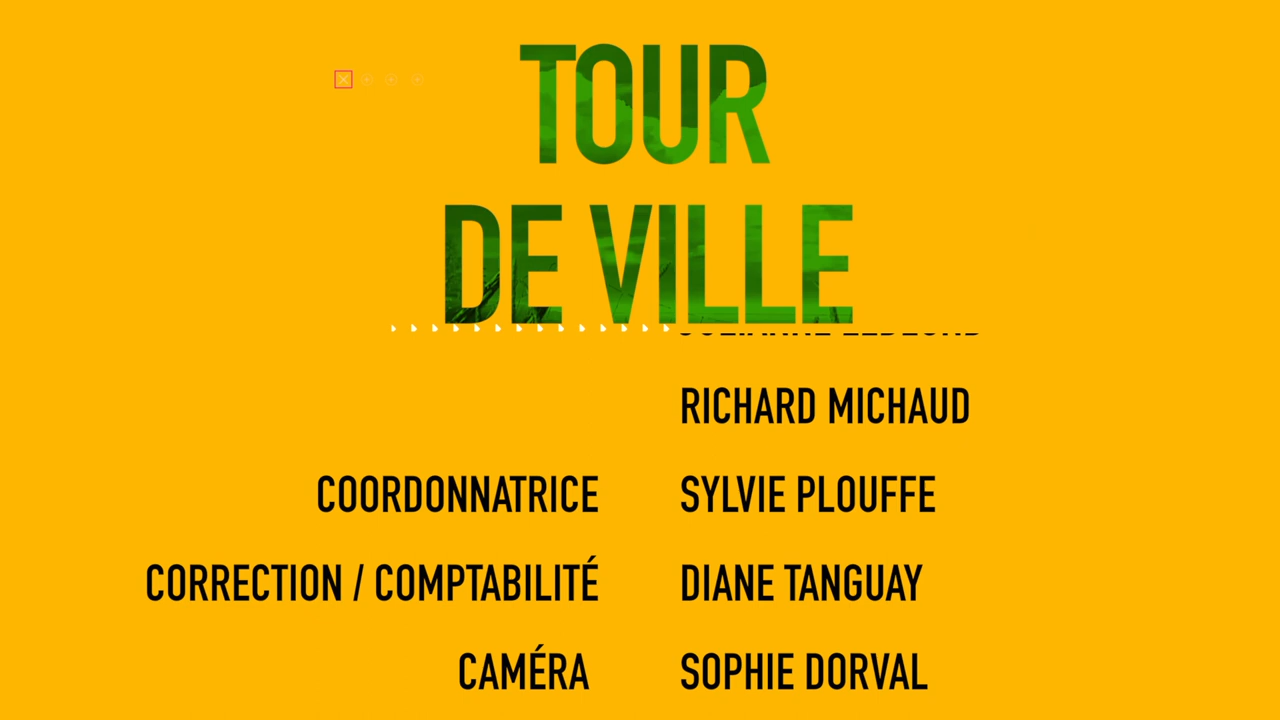 TOUR
DE VILLE
RICHARD MICHAUD
COORDONNATRICE SYLVIE PLOUFFE
CORRECTION / COMPTABILITÉ DIANE TANGUAY
CAMÉRA SOPHIE DORVAL